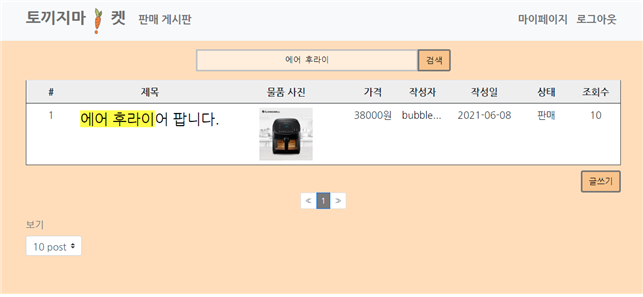 토끼지마 켓 판매 게시판 마이페이지 로그아웃
에어 후라이 검색
# 제목 물품 사진 가격 작성자 작성일 상태 조회수
1 에어 후라이어 팝니다. 38000원 bubble... 2021-06-08 판매 10
글쓰기
< 1 >
보기
10 post